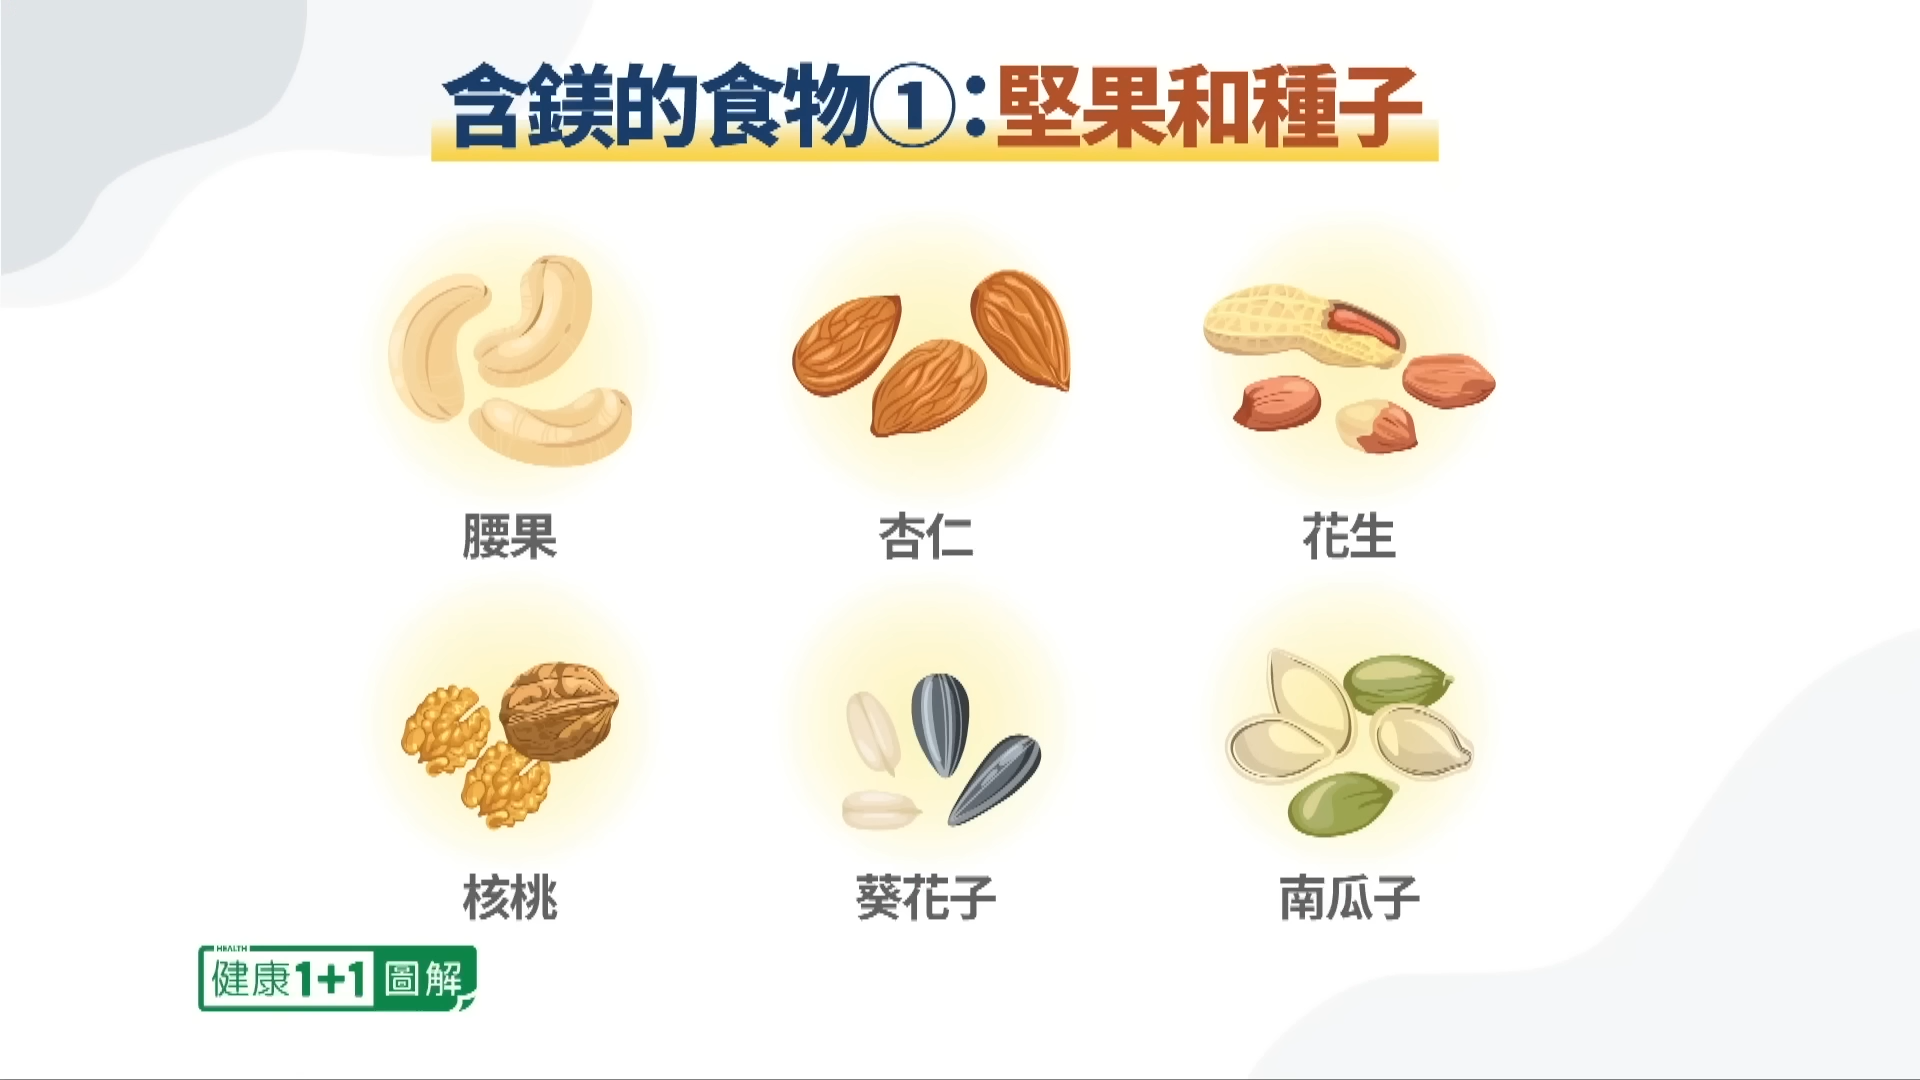 含鎂的食物①：堅果和種子
腰果
杏仁
花生
核桃
葵花子
南瓜子
HEALTH
健康1+1 圖解